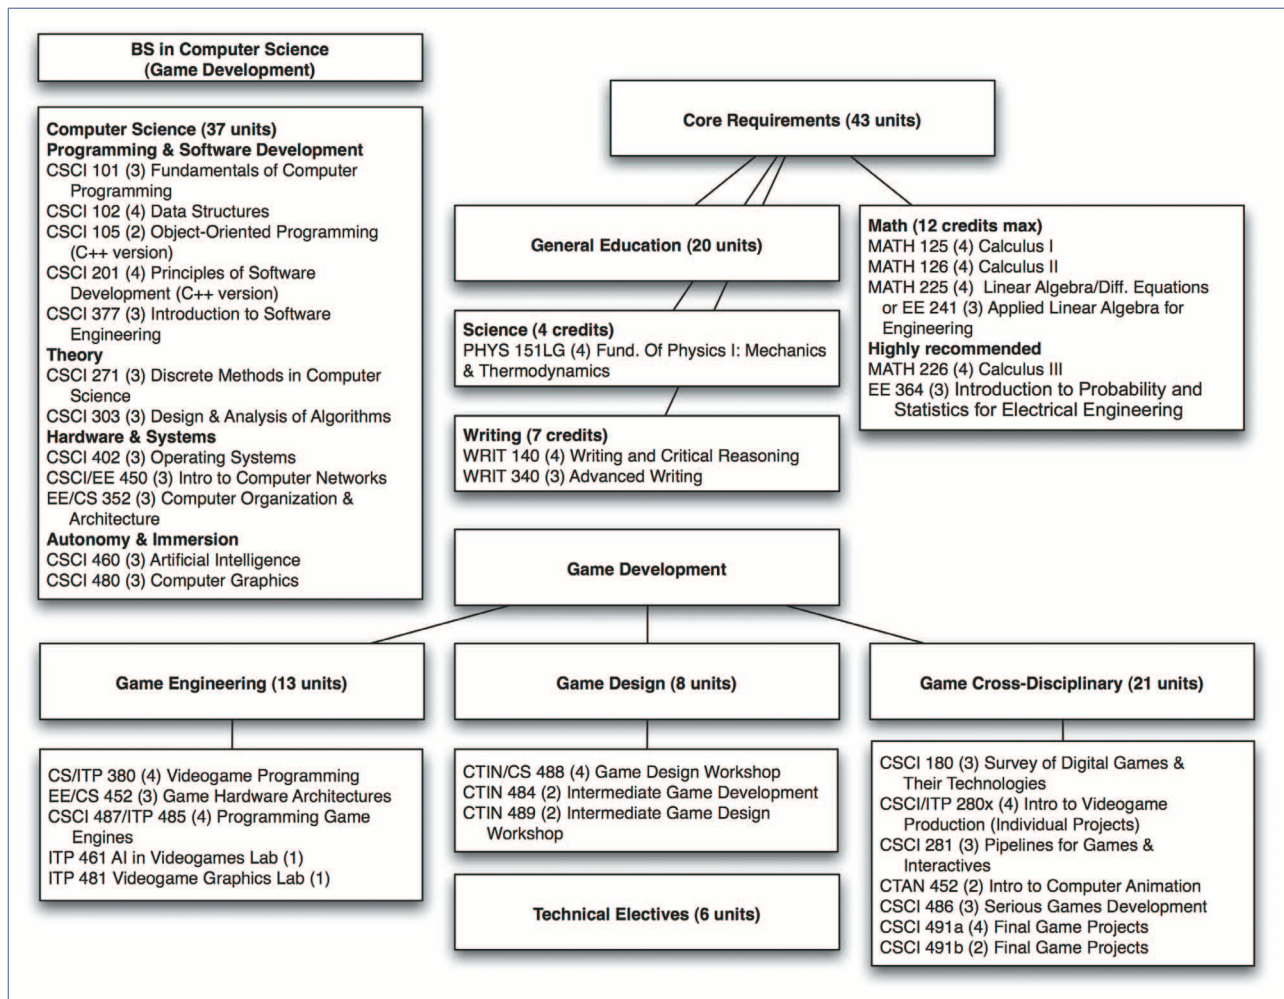 BS in Computer Science
(Game Development)
Computer Science (37 units)
Programming & Software Development
CSCI 101 (3) Fundamentals of Computer
Programming
CSCI 102 (4) Data Structures
CSCI 105 (2) Object-Oriented Programming
(C++ version)
CSCI 201 (4) Principles of Software
Development (C++ version)
CSCI 377 (3) Introduction to Software
Engineering
Theory
CSCI 271 (3) Discrete Methods in Computer
Science
CSCI 303 (3) Design & Analysis of Algorithms
Hardware & Systems
CSCI 402 (3) Operating Systems
CSCI/EE 450 (3) Intro to Computer Networks
EE/CS 352 (3) Computer Organization &
Architecture
Autonomy & Immersion
CSCI 460 (3) Artificial Intelligence
CSCI 480 (3) Computer Graphics
Core Requirements (43 units)
General Education (20 units)
Science (4 credits)
PHYS 151LG (4) Fund. Of Physics I: Mechanics
& Thermodynamics
Writing (7 credits)
WRIT 140 (4) Writing and Critical Reasoning
WRIT 340 (3) Advanced Writing
Math (12 credits max)
MATH 125 (4) Calculus I
MATH 126 (4) Calculus II
MATH 225 (4) Linear Algebra/Diff. Equations
or EE 241 (3) Applied Linear Algebra for
Engineering
Highly recommended
MATH 226 (4) Calculus III
EE 364 (3) Introduction to Probability and
Statistics for Electrical Engineering
Game Development
Game Engineering (13 units)
CS/ITP 380 (4) Videogame Programming
EE/CS 452 (3) Game Hardware Architectures
CSCI 487/ITP 485 (4) Programming Game
Engines
ITP 461 AI in Videogames Lab (1)
ITP 481 Videogame Graphics Lab (1)
Game Design (8 units)
CTIN/CS 488 (4) Game Design Workshop
CTIN 484 (2) Intermediate Game Development
CTIN 489 (2) Intermediate Game Design
Workshop
Technical Electives (6 units)
Game Cross-Disciplinary (21 units)
CSCI 180 (3) Survey of Digital Games &
Their Technologies
CSCI/ITP 280x (4) Intro to Videogame
Production (Individual Projects)
CSCI 281 (3) Pipelines for Games &
Interactives
CTAN 452 (2) Intro to Computer Animation
CSCI 486 (3) Serious Games Development
CSCI 491a (4) Final Game Projects
CSCI 491b (2) Final Game Projects